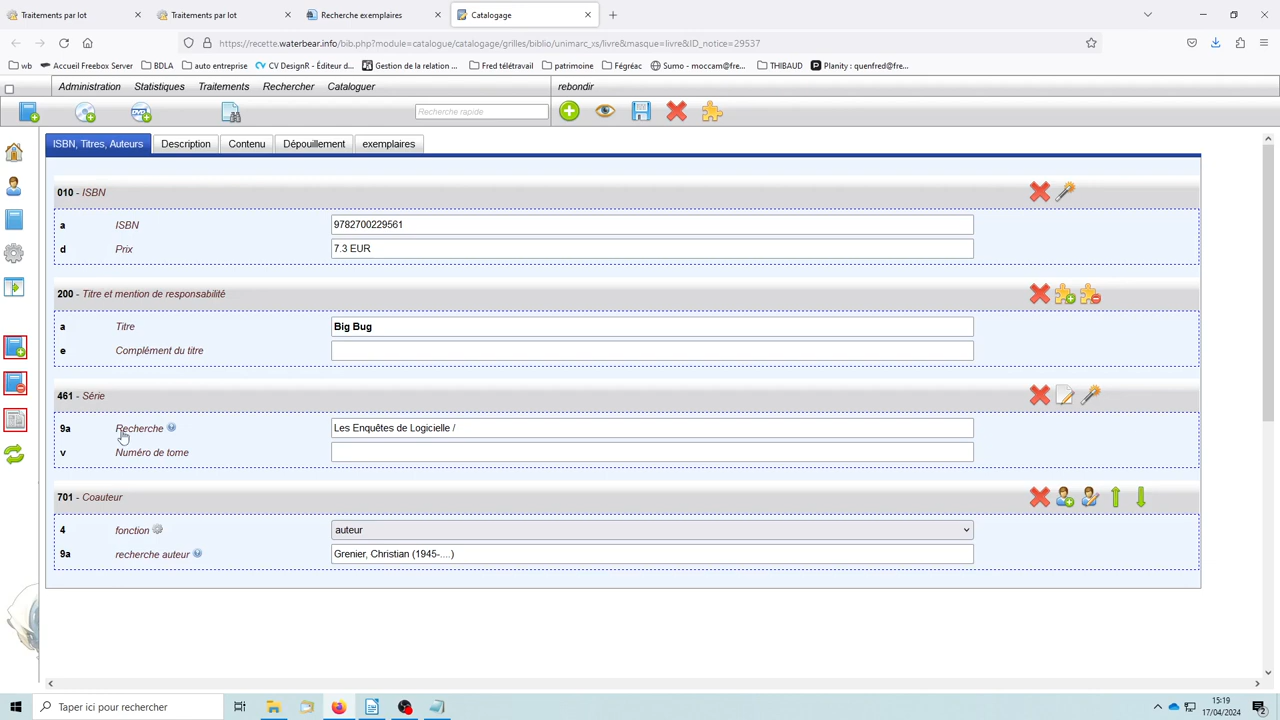 Traitements par lot
Traitements par lot
Recherche exemplaires
Catalogage
https://recette.waterbear.info/bib.php?module=catalogue/catalogage/grilles/biblio/unimarc_xs/livre&masque=livre&ID_notice=29537
wb
Accueil Freebox Server
BDLA
auto entreprise
CV DesignR - Éditeur d...
Gestion de la relation ...
Fred télétravail
patrimoine
Fégréac
Sumo - moccam@fre...
THIBAUD
Planity : quenfred@fre...
Administration
Statistiques
Traitements
Rechercher
Cataloguer
rebondir
DVD
Recherche rapide
ISBN, Titres, Auteurs
Description
Contenu
Dépouillement
exemplaires
010 - ISBN
a ISBN 9782700229561
d Prix 7.3 EUR
200 - Titre et mention de responsabilité
a Titre Big Bug
e Complément du titre
461 - Série
9a Recherche Les Enquêtes de Logicielle /
v Numéro de tome
701 - Coauteur
4 fonction auteur
9a recherche auteur Grenier, Christian (1945-....)
Taper ici pour rechercher
15:19
17/04/2024
2